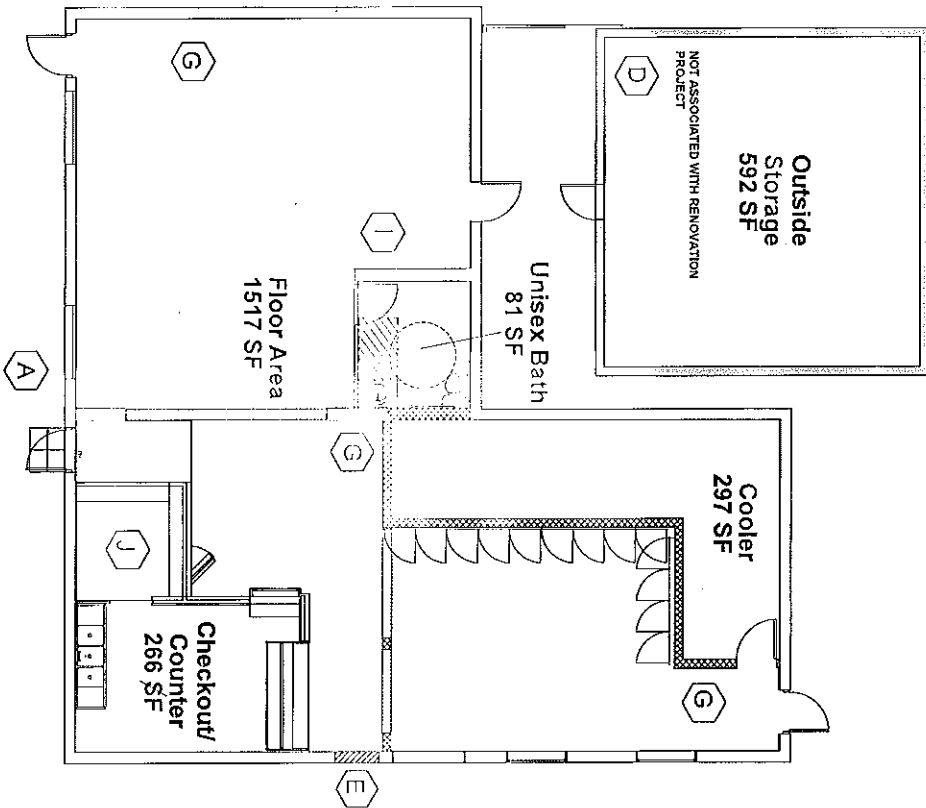 Outside
Storage
592 SF
NOT ASSOCIATED WITH RENOVATION
PROJECT
D
G
I
Unisex Bath
81 SF
Floor Area
1517 SF
A
G
Cooler
297 SF
J
Checkout/
Counter
266 SF
G
E